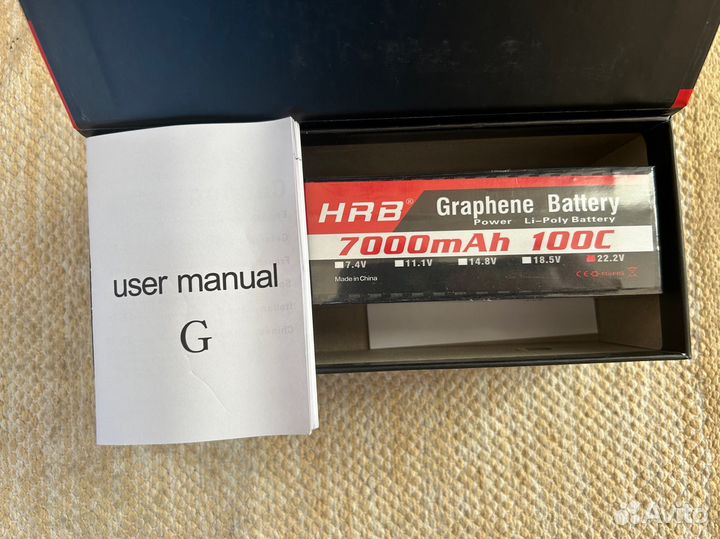 user manual
G
HRB®
Graphene Battery
Power Li-Poly Battery
7000mAh 100C
7.4V 11.1V 14.8V 18.5V 22.2V
Made in China
Avito